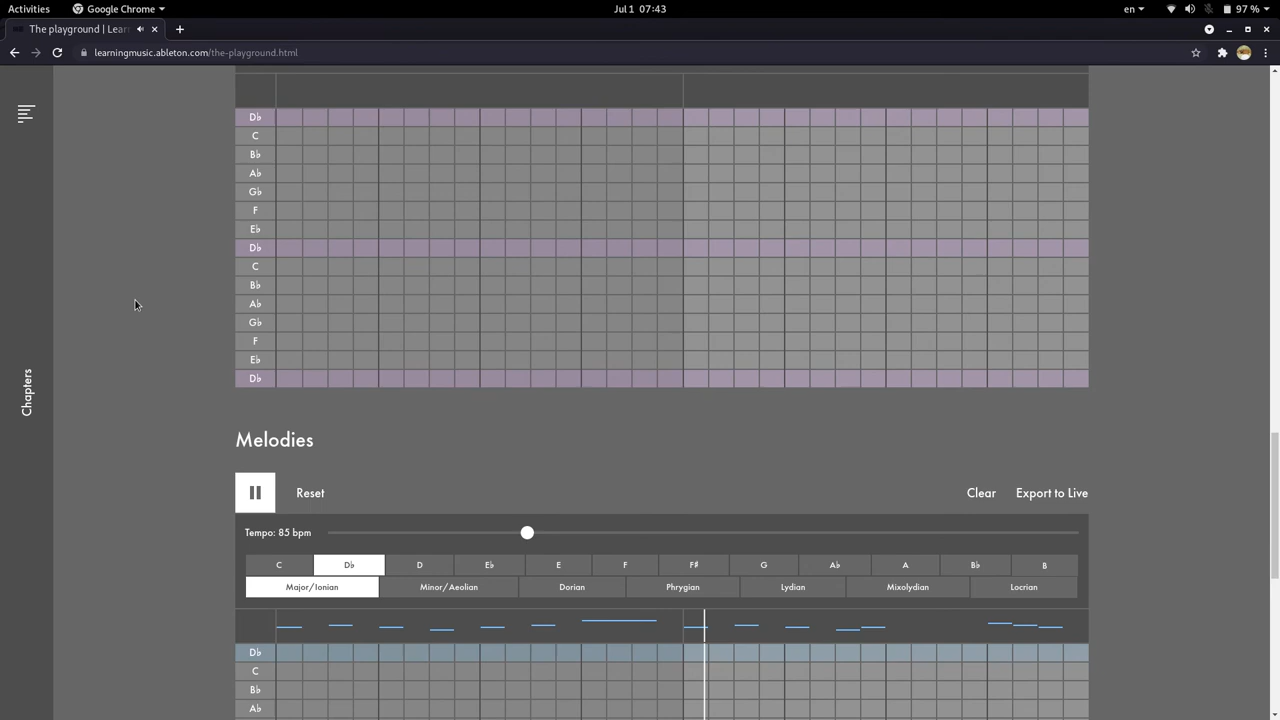 Activities Google Chrome Jul 1 07:43 en 97 %
The playground | Lear
learningmusic.ableton.com/the-playground.html
D♭
C
B♭
A♭
G♭
F
E♭
D♭
C
B♭
A♭
G♭
F
E♭
D♭
Chapters
Melodies
Reset Clear Export to Live
Tempo: 85 bpm
C D♭ D E♭ E F F# G A♭ A B♭ B
Major/Ionian Minor/Aeolian Dorian Phrygian Lydian Mixolydian Locrian
D♭
C
B♭
A♭